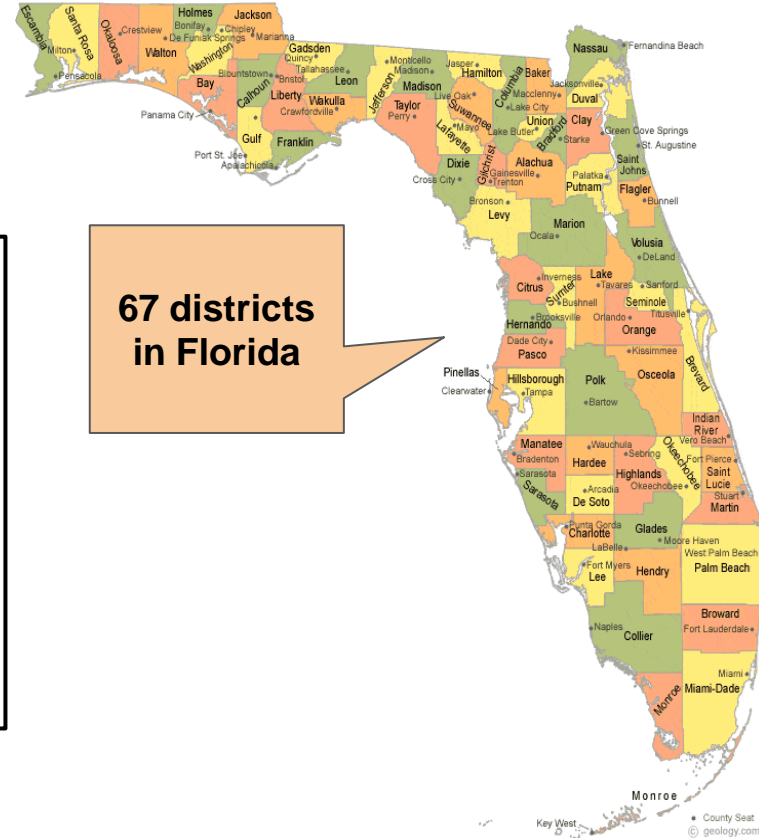 Escambia
Santa Rosa
Okaloosa
Holmes
Jackson
Bonifay
Crestview
Chipley
Milton
De Funiak Springs
Marianna
Walton
Washington
Pensacola
Bay
Panama City
Blountstown
Calhoun
Gadsden
Quincy
Tallahassee
Leon
Bristol
Liberty
Wakulla
Crawfordville
Gulf
Franklin
Port St. Joe
Apalachicola
Jefferson
Monticello
Madison
Madison
Taylor
Perry
Jasper
Hamilton
Live Oak
Suwannee
Mayo
Lafayette
Columbia
Lake City
Baker
Macclenny
Nassau
Fernandina Beach
Jacksonville
Duval
Union
Lake Butler
Bradford
Starke
Clay
Green Cove Springs
St. Augustine
Saint
Johns
Dixie
Cross City
Gilchrist
Trenton
Alachua
Gainesville
Palatka
Putnam
Flagler
Bunnell
Bronson
Levy
Marion
Ocala
Volusia
DeLand
67 districts
in Florida
Citrus
Inverness
Sumter
Bushnell
Lake
Tavares
Sanford
Seminole
Titusville
Orlando
Orange
Hernando
Brooksville
Dade City
Pasco
Kissimmee
Osceola
Brevard
Pinellas
Clearwater
Hillsborough
Tampa
Polk
Bartow
Indian
River
Vero Beach
Manatee
Bradenton
Wauchula
Hardee
Sebring
Highlands
Okeechobee
Okeechobee
Fort Pierce
Saint
Lucie
Stuart
Martin
Sarasota
Sarasota
Arcadia
De Soto
Punta Gorda
Charlotte
Glades
Moore Haven
LaBelle
West Palm Beach
Palm Beach
Fort Myers
Lee
Hendry
Broward
Fort Lauderdale
Naples
Collier
Miami
Miami-Dade
Monroe
Monroe
Key West
County Seat
© geology.com